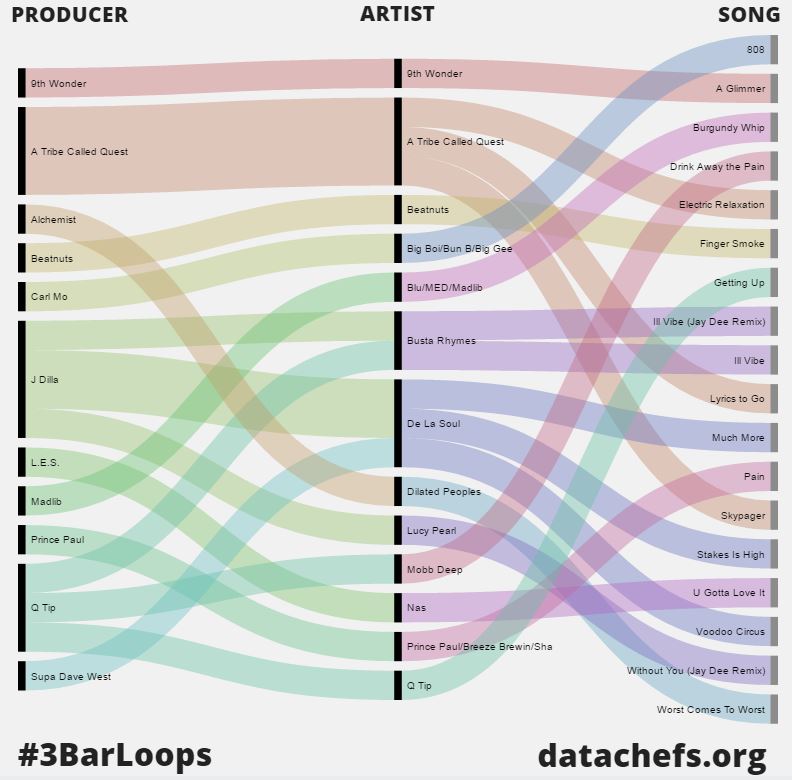 PRODUCER
ARTIST
SONG
9th Wonder
A Tribe Called Quest
Alchemist
Beatnuts
Carl Mo
J Dilla
L.E.S.
Madlib
Prince Paul
Q Tip
Supa Dave West
9th Wonder
A Tribe Called Quest
Beatnuts
Big Boi/Bun B/Big Gee
Blu/MED/Madlib
Busta Rhymes
De La Soul
Dilated Peoples
Lucy Pearl
Mobb Deep
Nas
Prince Paul/Breeze Brewin/Sha
Q Tip
808
A Glimmer
Burgundy Whip
Drink Away the Pain
Electric Relaxation
Finger Smoke
Getting Up
Ill Vibe (Jay Dee Remix)
Ill Vibe
Lyrics to Go
Much More
Pain
Skypager
Stakes Is High
U Gotta Love It
Voodoo Circus
Without You (Jay Dee Remix)
Worst Comes To Worst
#3BarLoops
datachefs.org